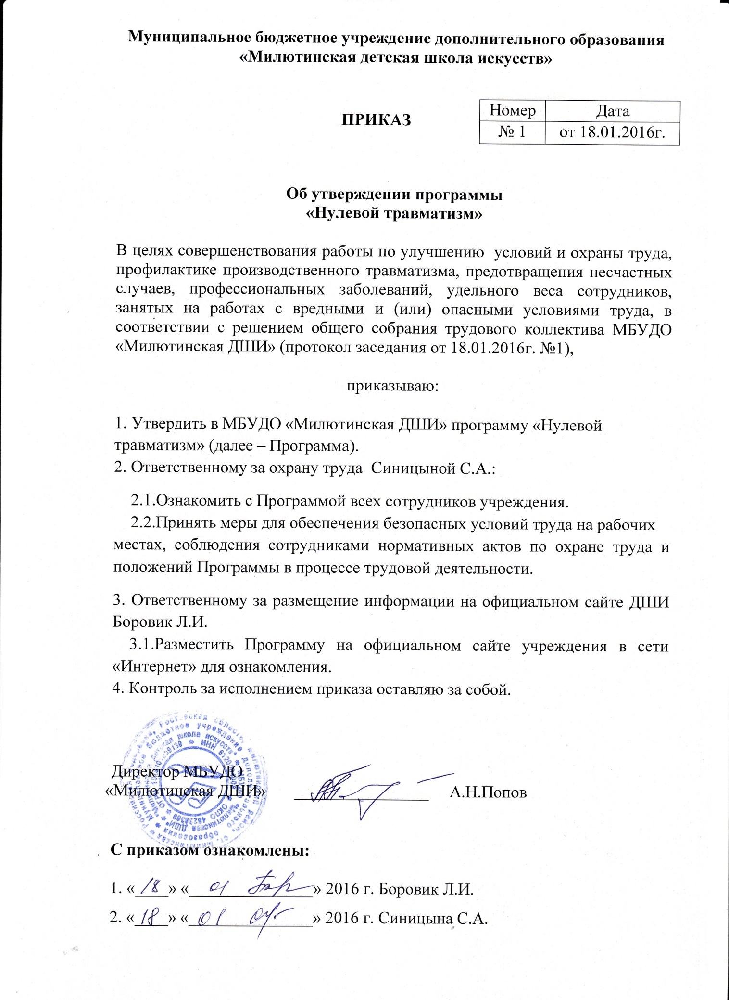 Муниципальное бюджетное учреждение дополнительного образования
«Милютинская детская школа искусств»
ПРИКАЗ
Номер Дата
№ 1 от 18.01.2016г.
Об утверждении программы
«Нулевой травматизм»
В целях совершенствования работы по улучшению условий и охраны труда,
профилактике производственного травматизма, предотвращения несчастных
случаев, профессиональных заболеваний, удельного веса сотрудников,
занятых на работах с вредными и (или) опасными условиями труда, в
соответствии с решением общего собрания трудового коллектива МБУДО
«Милютинская ДШИ» (протокол заседания от 18.01.2016г. №1),
приказываю:
1. Утвердить в МБУДО «Милютинская ДШИ» программу «Нулевой
травматизм» (далее – Программа).
2. Ответственному за охрану труда Синицыной С.А.:
2.1.Ознакомить с Программой всех сотрудников учреждения.
2.2.Принять меры для обеспечения безопасных условий труда на рабочих
местах, соблюдения сотрудниками нормативных актов по охране труда и
положений Программы в процессе трудовой деятельности.
3. Ответственному за размещение информации на официальном сайте ДШИ
Боровик Л.И.
3.1.Разместить Программу на официальном сайте учреждения в сети
«Интернет» для ознакомления.
4. Контроль за исполнением приказа оставляю за собой.
Директор МБУДО
«Милютинская ДШИ» А.Н.Попов
С приказом ознакомлены:
1. «18» «01» 2016 г. Боровик Л.И.
2. «18» «01» 2016 г. Синицына С.А.